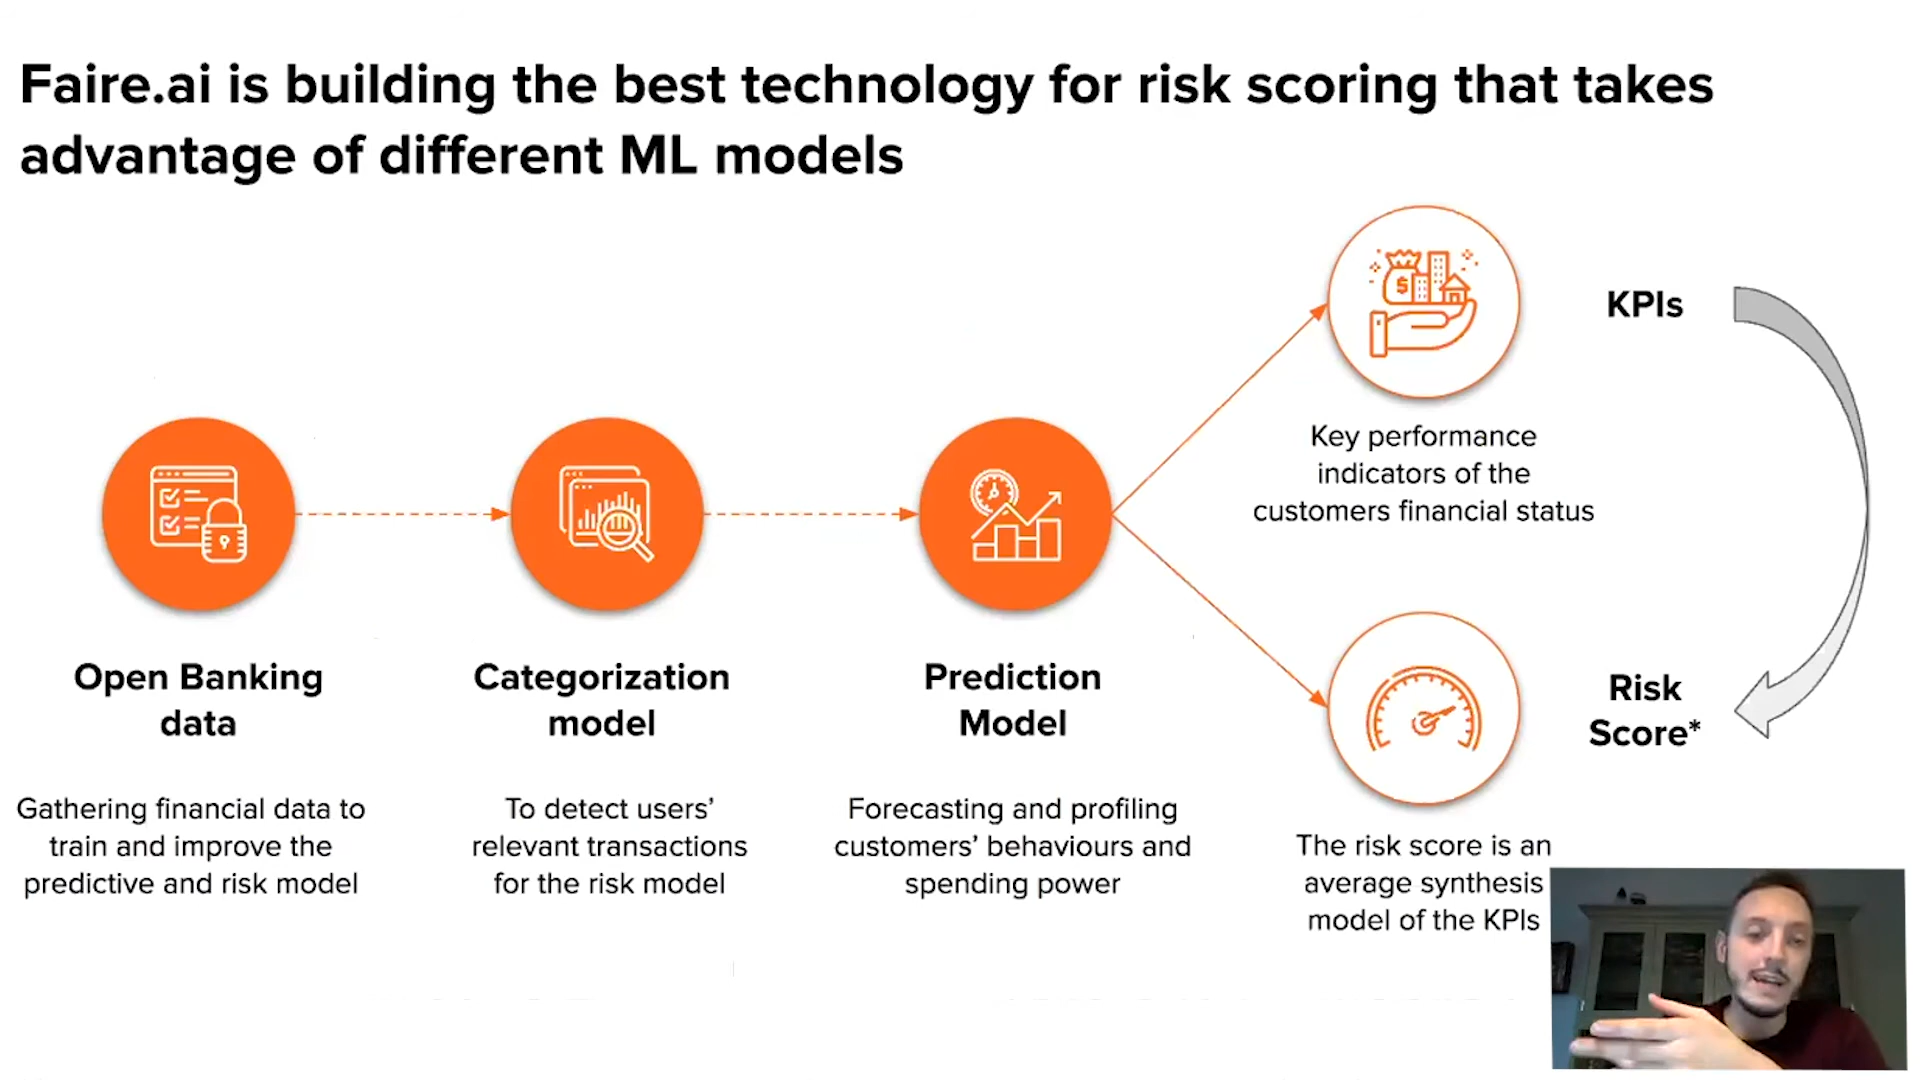 Faire.ai is building the best technology for risk scoring that takes
advantage of different ML models
$
KPIs
Key performance
indicators of the
customers financial status
Open Banking
data
Gathering financial data to
train and improve the
predictive and risk model
Categorization
model
To detect users’
relevant transactions
for the risk model
Prediction
Model
Forecasting and profiling
customers’ behaviours and
spending power
Risk
Score*
The risk score is an
average synthesis
model of the KPIs